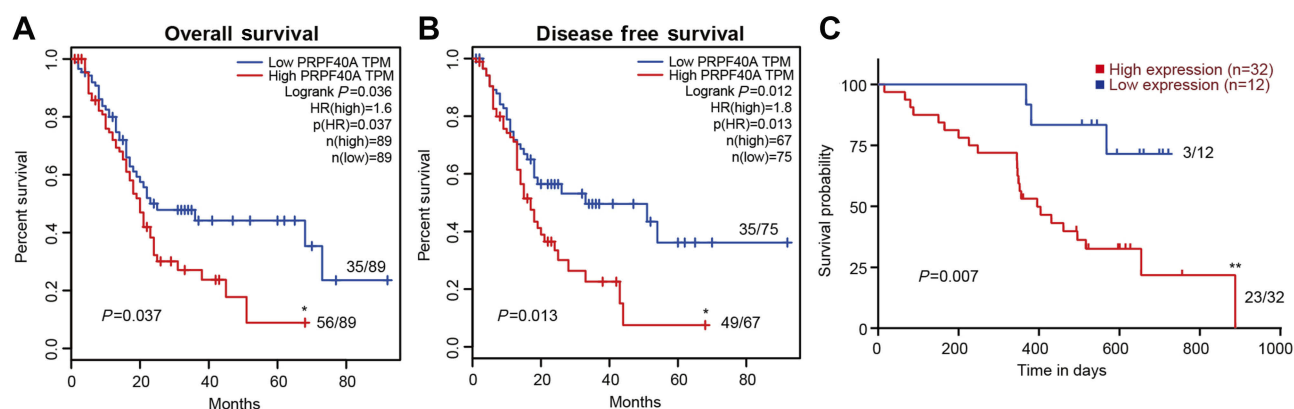 A
Overall survival
Low PRPF40A TPM
High PRPF40A TPM
Logrank P=0.036
HR(high)=1.6
p(HR)=0.037
n(high)=89
n(low)=89
Percent survival
1.0
0.8
0.6
0.4
0.2
0.0
35/89
*
56/89
P=0.037
0 20 40 60 80
Months
B
Disease free survival
Low PRPF40A TPM
High PRPF40A TPM
Logrank P=0.012
HR(high)=1.8
p(HR)=0.013
n(high)=67
n(low)=75
Percent survival
1.0
0.8
0.6
0.4
0.2
0.0
35/75
*
49/67
P=0.013
0 20 40 60 80
Months
C
High expression (n=32)
Low expression (n=12)
Survival probability
100
75
50
25
0
3/12
**
23/32
P=0.007
0 200 400 600 800 1000
Time in days